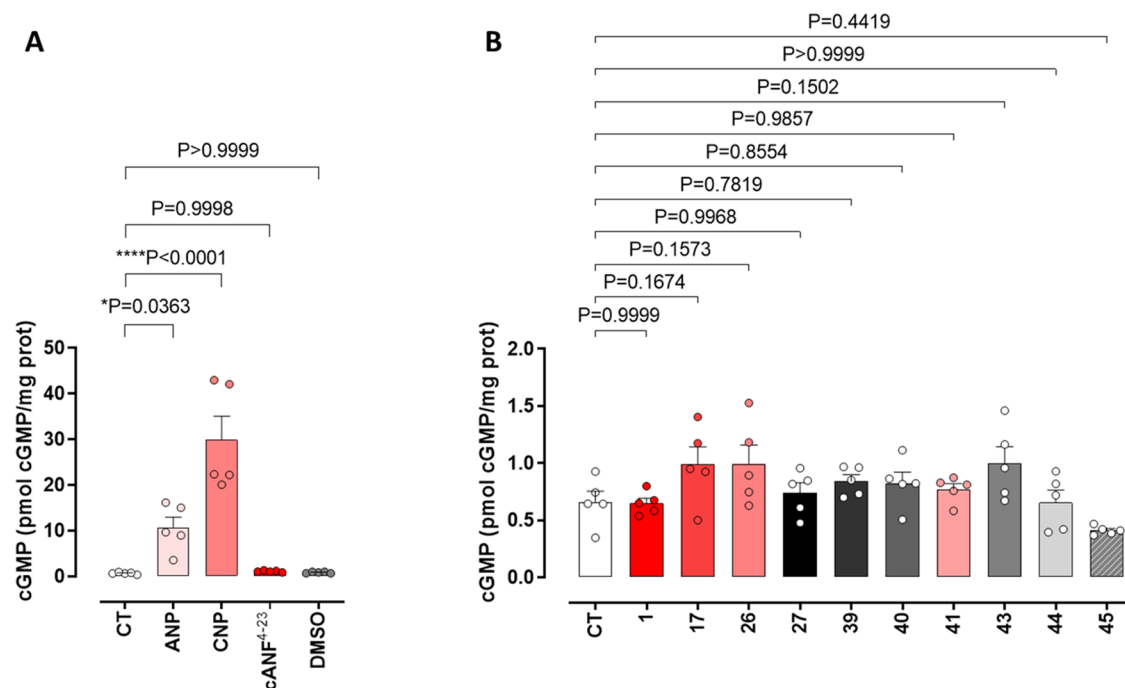 A
P>0.9999
P=0.9998
****P<0.0001
*P=0.0363
cGMP (pmol cGMP/mg prot)
50
40
30
20
10
0
CT
ANP
CNP
cANF4-23
DMSO
B
P=0.4419
P>0.9999
P=0.1502
P=0.9857
P=0.8554
P=0.7819
P=0.9968
P=0.1573
P=0.1674
P=0.9999
cGMP (pmol cGMP/mg prot)
2.0
1.5
1.0
0.5
0.0
CT
1
17
26
27
39
40
41
43
44
45